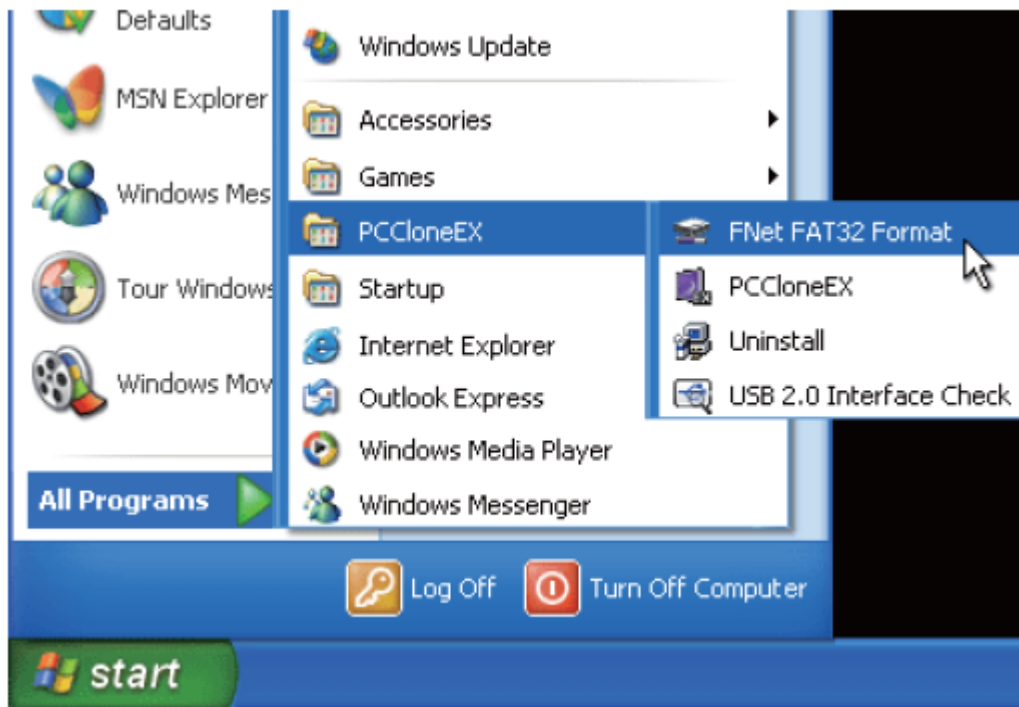 Defaults
MSN Explorer
Windows Mes
Tour Windows
Windows Mov
All Programs
Windows Update
Accessories
Games
PCCloneEX
Startup
Internet Explorer
Outlook Express
Windows Media Player
Windows Messenger
FNet FAT32 Format
PCCloneEX
Uninstall
USB 2.0 Interface Check
Log Off
Turn Off Computer
start